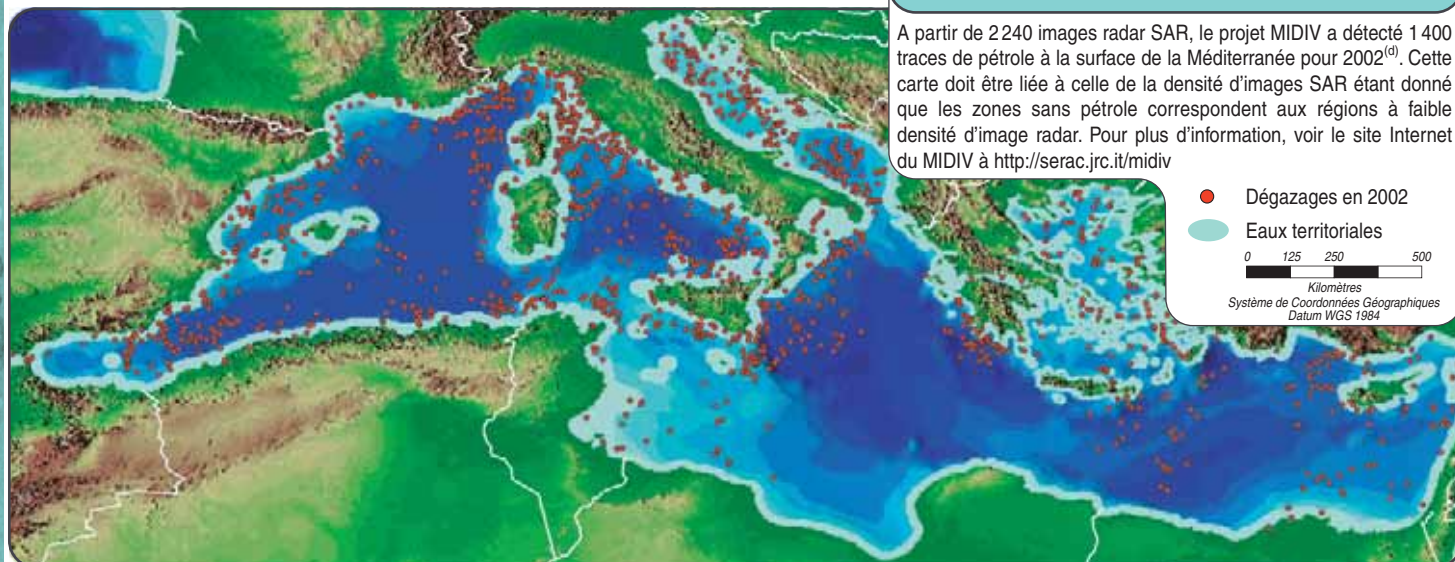 A partir de 2 240 images radar SAR, le projet MIDIV a détecté 1 400
traces de pétrole à la surface de la Méditerranée pour 2002(d). Cette
carte doit être liée à celle de la densité d'images SAR étant donné
que les zones sans pétrole correspondent aux régions à faible
densité d'image radar. Pour plus d'information, voir le site Internet
du MIDIV à http://serac.jrc.it/midiv
Dégazages en 2002
Eaux territoriales
0 125 250 500
Kilomètres
Système de Coordonnées Géographiques
Datum WGS 1984